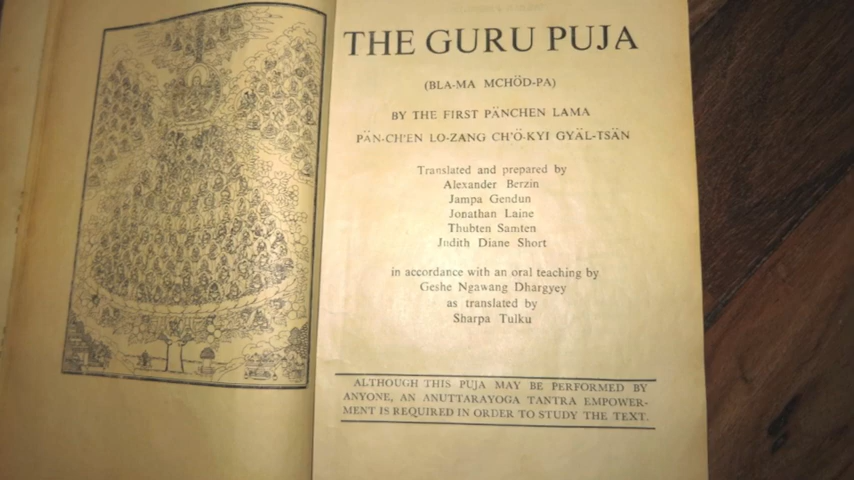 THE GURU PUJA
(BLA-MA MCHÖD-PA)
BY THE FIRST PÄNCHEN LAMA
PÄN-CH'EN LO-ZANG CH'Ö-KYI GYÄL-TSÄN
Translated and prepared by
Alexander Berzin
Jampa Gendun
Jonathan Laine
Thubten Samten
Judith Diane Short
in accordance with an oral teaching by
Geshe Ngawang Dhargyey
as translated by
Sharpa Tulku
ALTHOUGH THIS PUJA MAY BE PERFORMED BY
ANYONE, AN ANUTTARAYOGA TANTRA EMPOWER-
MENT IS REQUIRED IN ORDER TO STUDY THE TEXT.